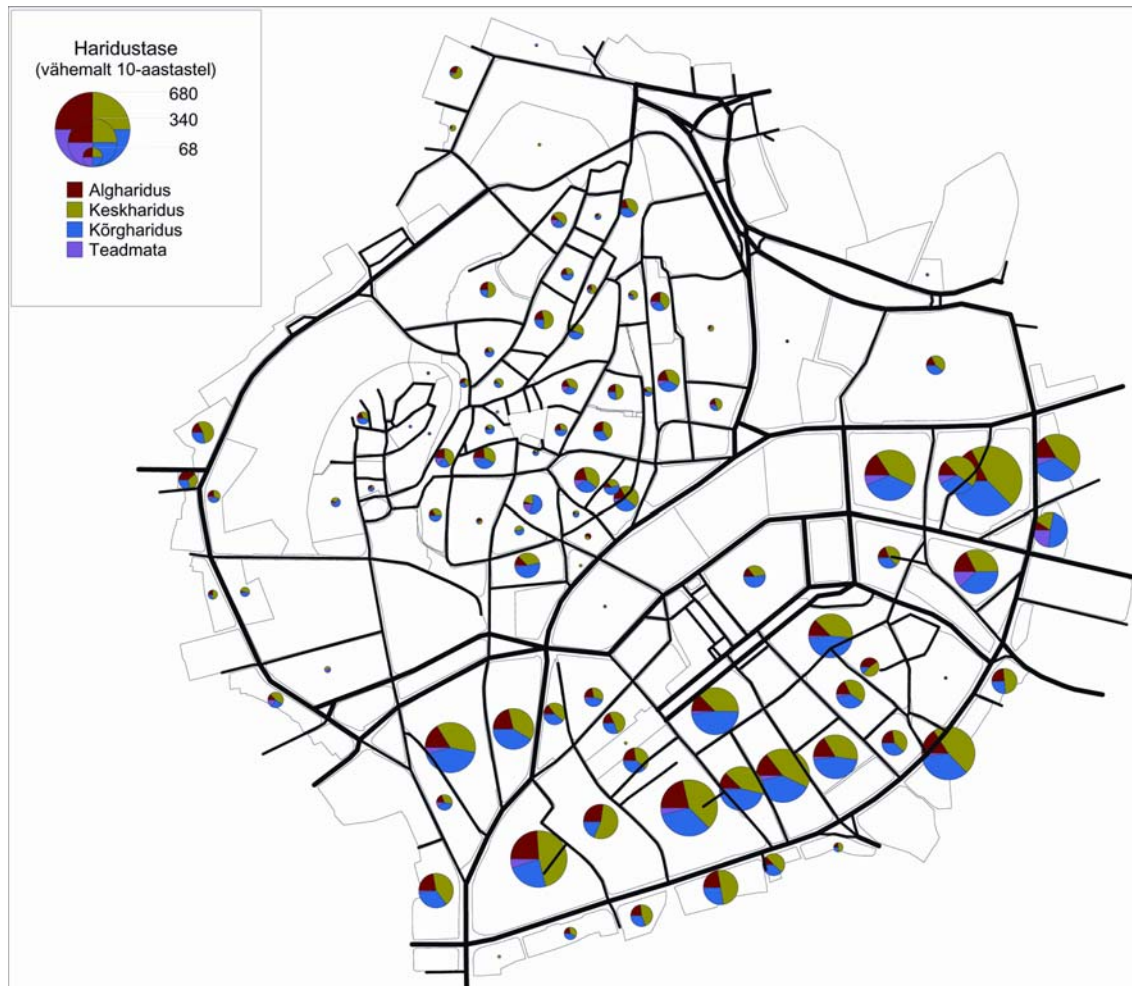 Haridustase
(vähemalt 10-aastastel)
680
340
68
Algharidus
Keskharidus
Kõrgharidus
Teadmata